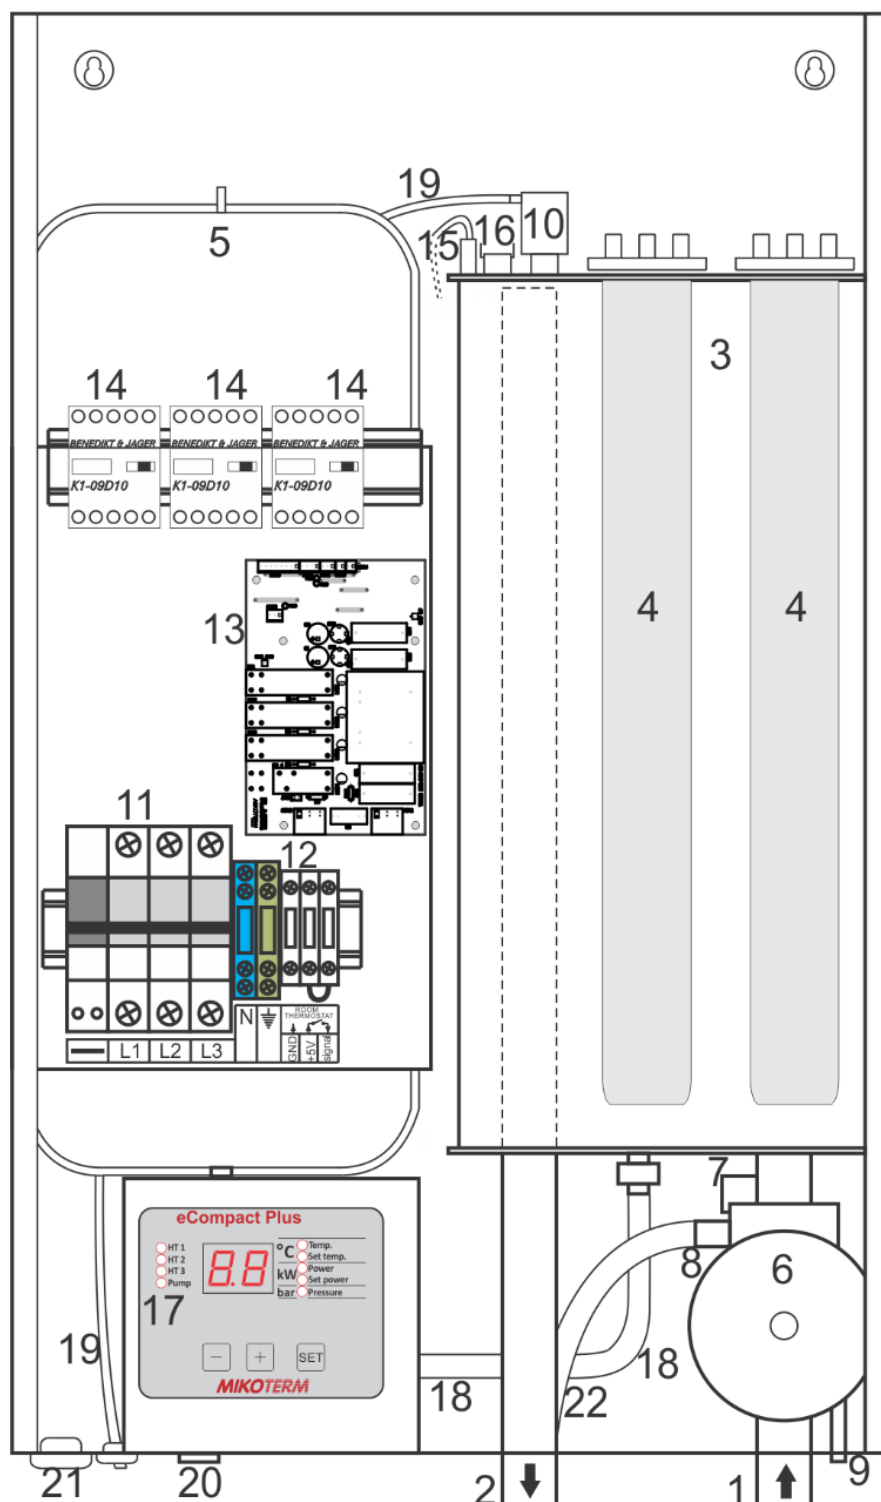 19
5
15
16
10
3
14
14
14
BENEDIKT & JAGER
BENEDIKT & JAGER
BENEDIKT & JAGER
K1-09D10
K1-09D10
K1-09D10
4
4
13
11
12
N
ROOM
THERMOSTAT
L1
L2
L3
GND
+5V
signal
7
8
6
eCompact Plus
HT 1
HT 2
HT 3
Pump
8.8
°C
kW
bar
Temp.
Set temp.
Power
Set power
Pressure
17
− + SET
MIKOTERM
19
18
22
18
21
20
2
1
9